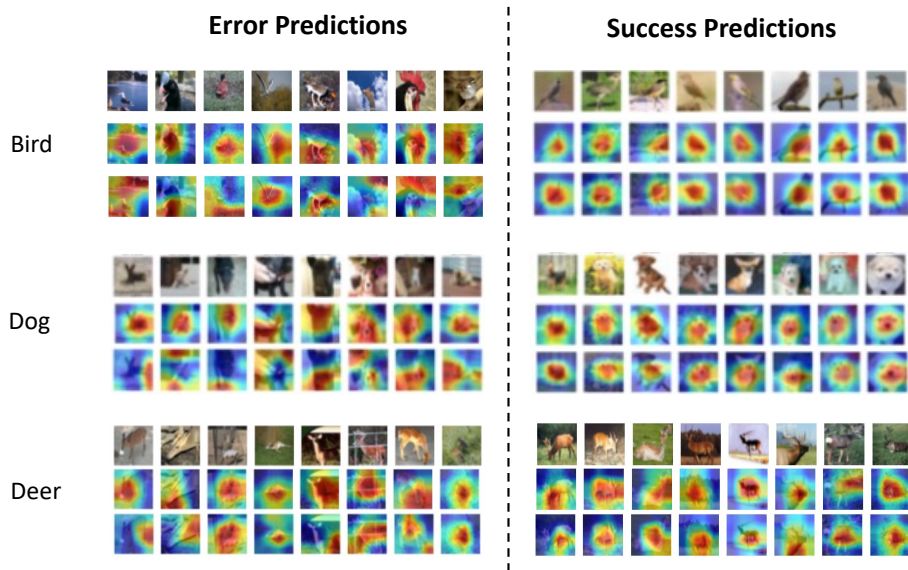 Error Predictions
Success Predictions
Bird
Dog
Deer